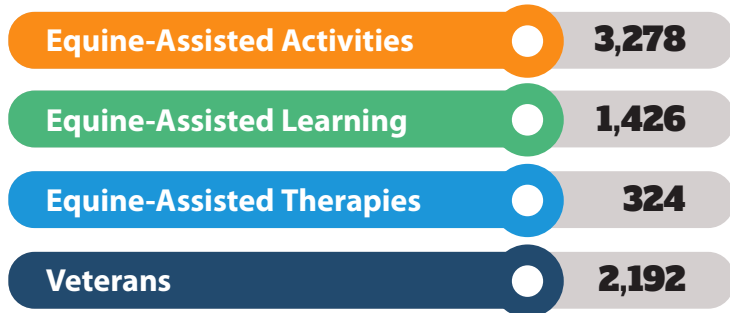 Equine-Assisted Activities 3,278
Equine-Assisted Learning 1,426
Equine-Assisted Therapies 324
Veterans 2,192